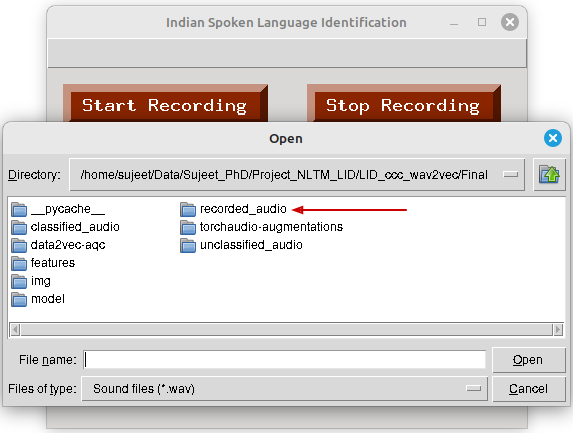 Indian Spoken Language Identification
Start Recording Stop Recording
Open
Directory: /home/sujeet/Data/Sujeet_PhD/Project_NLTM_LID/LID_ccc_wav2vec/Final
__pycache__ recorded_audio
classified_audio torchaudio-augmentations
data2vec-aqc unclassified_audio
features
img
model
File name: Open
Files of type: Sound files (*.wav) Cancel